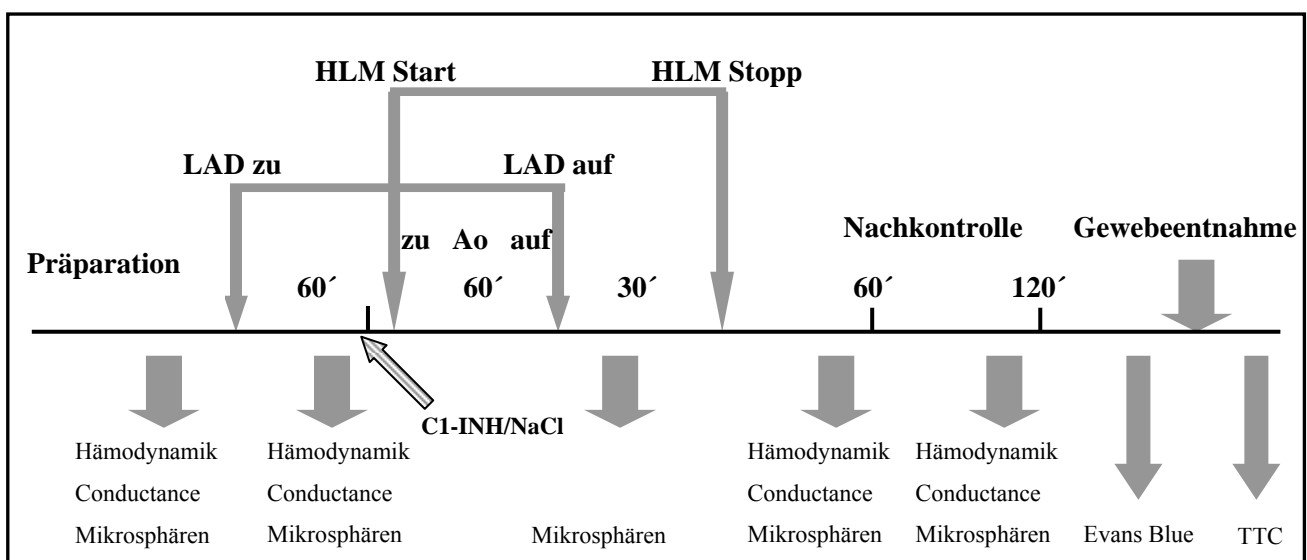 HLM Start HLM Stopp
LAD zu LAD auf
zu Ao auf
Nachkontrolle Gewebeentnahme
Präparation
60´ 60´ 30´ 60´ 120´
C1-INH/NaCl
Hämodynamik Hämodynamik Hämodynamik Hämodynamik
Conductance Conductance Conductance Conductance
Mikrosphären Mikrosphären Mikrosphären Mikrosphären Mikrosphären Evans Blue TTC